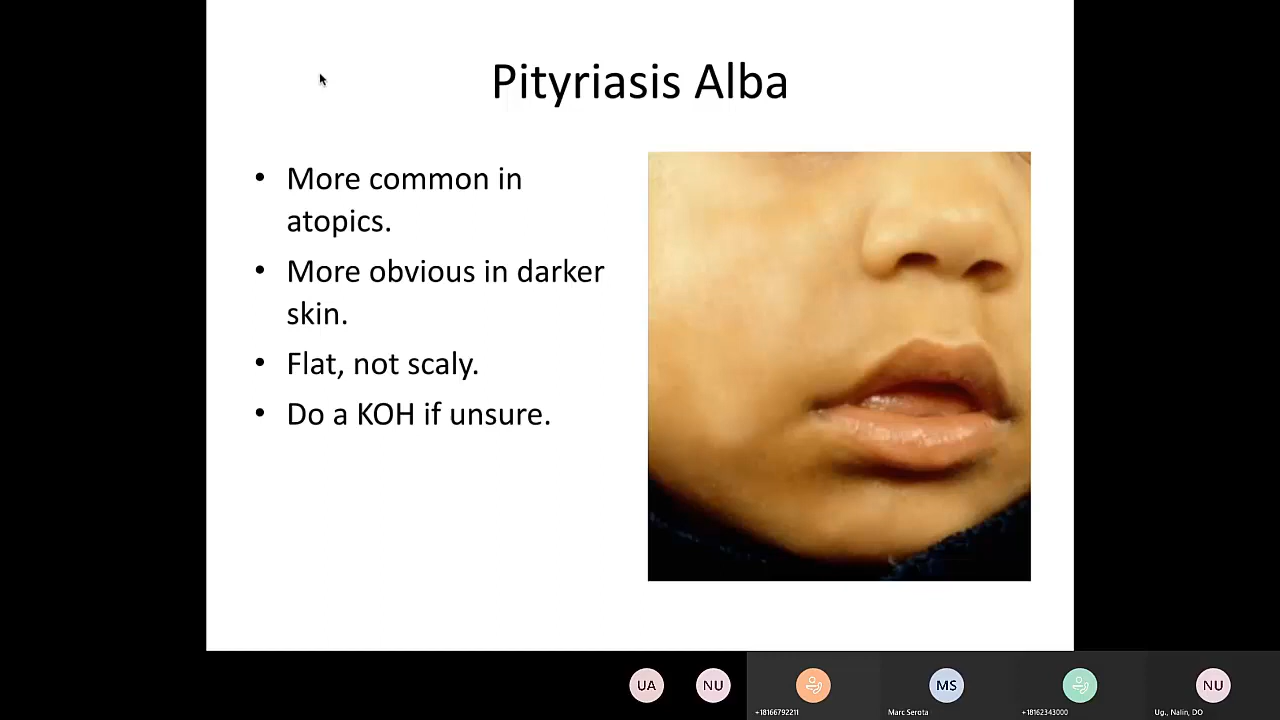 Pityriasis Alba
• More common in
atopics.
• More obvious in darker
skin.
• Flat, not scaly.
• Do a KOH if unsure.
UA
NU
MS
NU
+18166792211
Marc Serota
+18162343000
Ug., Nalin, DO